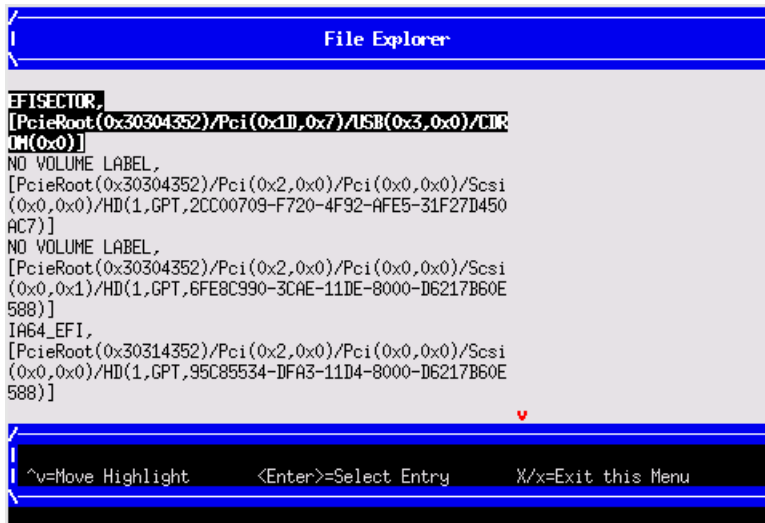 File Explorer
EFISECTOR,
[PcieRoot(0x30304352)/Pci(0x1D,0x7)/USB(0x3,0x0)/CDR
OM(0x0)]
NO VOLUME LABEL,
[PcieRoot(0x30304352)/Pci(0x2,0x0)/Pci(0x0,0x0)/Scsi
(0x0,0x0)/HD(1,GPT,2CC00709-F720-4F92-AFE5-31F27D450
AC7)]
NO VOLUME LABEL,
[PcieRoot(0x30304352)/Pci(0x2,0x0)/Pci(0x0,0x0)/Scsi
(0x0,0x1)/HD(1,GPT,6FE8C990-3CAE-11DE-8000-D6217B60E
588)]
IA64_EFI,
[PcieRoot(0x30314352)/Pci(0x2,0x0)/Pci(0x0,0x0)/Scsi
(0x0,0x0)/HD(1,GPT,95C85534-DFA3-11D4-8000-D6217B60E
588)]
v
^v=Move Highlight <Enter>=Select Entry X/x=Exit this Menu